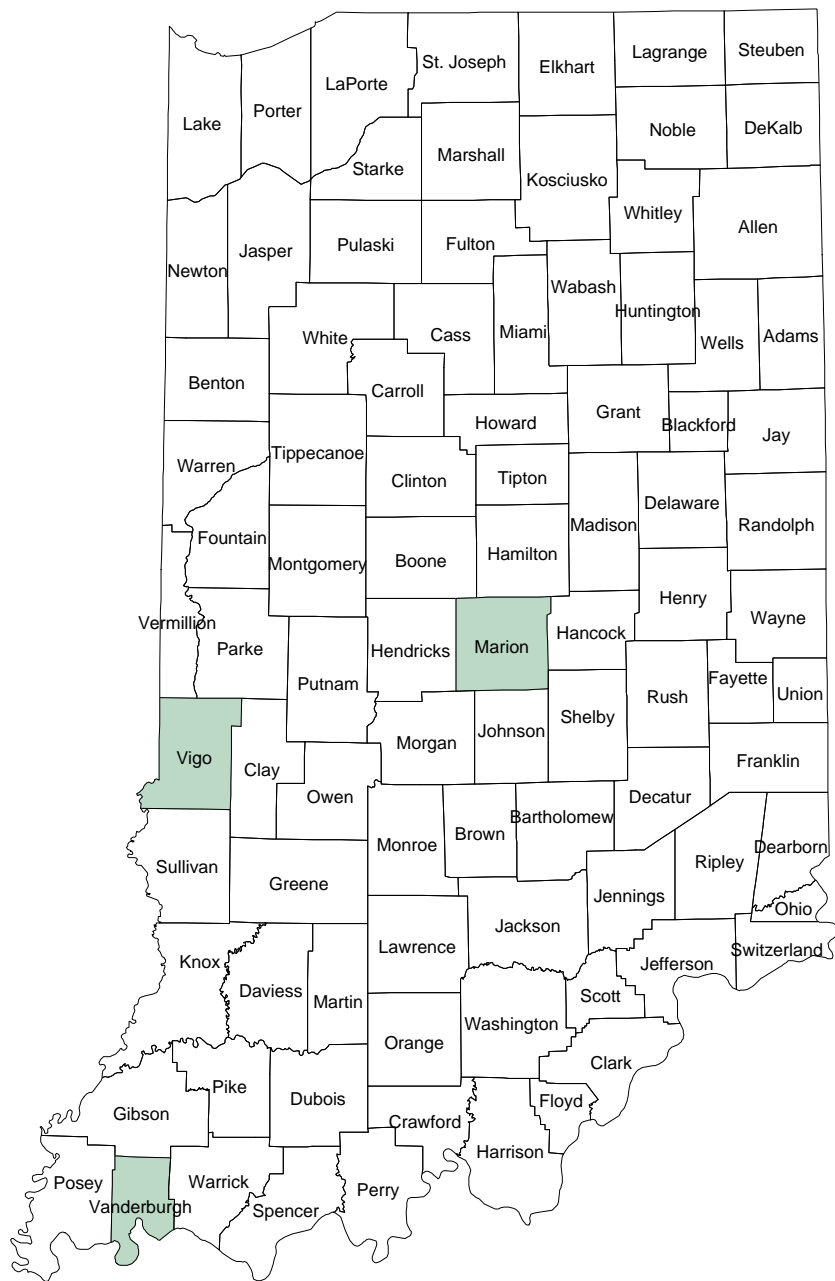 St. Joseph
Lagrange
Steuben
Elkhart
LaPorte
Porter
Lake
Noble
DeKalb
Marshall
Starke
Kosciusko
Whitley
Allen
Pulaski
Fulton
Jasper
Newton
Wabash
Huntington
White
Cass
Miami
Wells
Adams
Benton
Carroll
Grant
Howard
Blackford
Jay
Tippecanoe
Warren
Clinton
Tipton
Delaware
Madison
Randolph
Fountain
Montgomery
Boone
Hamilton
Henry
Vermillion
Wayne
Parke
Hendricks
Marion
Hancock
Putnam
Fayette
Union
Rush
Shelby
Morgan
Johnson
Vigo
Clay
Franklin
Owen
Decatur
Bartholomew
Brown
Monroe
Dearborn
Ripley
Sullivan
Greene
Jennings
Ohio
Jackson
Lawrence
Switzerland
Knox
Jefferson
Daviess
Martin
Scott
Washington
Orange
Clark
Pike
Dubois
Floyd
Gibson
Crawford
Harrison
Posey
Warrick
Perry
Vanderburgh
Spencer